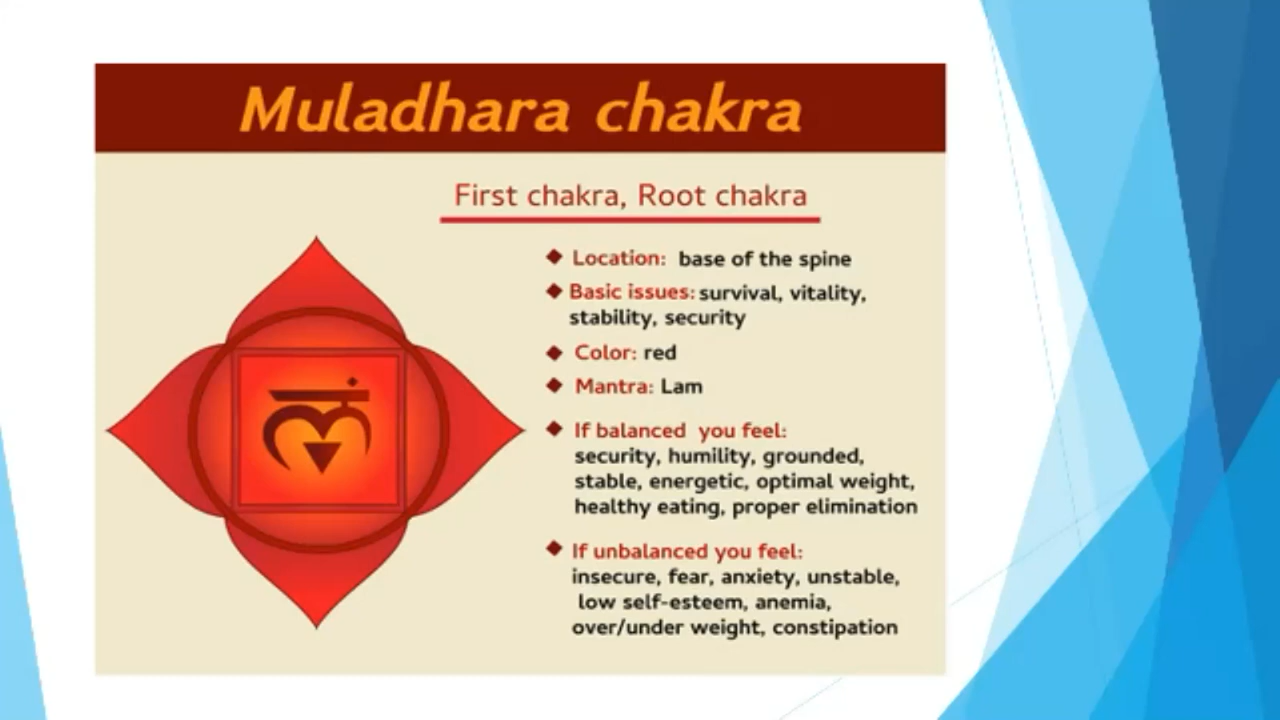 Muladhara chakra
First chakra, Root chakra
◆ Location: base of the spine
◆ Basic issues: survival, vitality,
stability, security
◆ Color: red
◆ Mantra: Lam
◆ If balanced you feel:
security, humility, grounded,
stable, energetic, optimal weight,
healthy eating, proper elimination
◆ If unbalanced you feel:
insecure, fear, anxiety, unstable,
low self-esteem, anemia,
over/under weight, constipation
लं